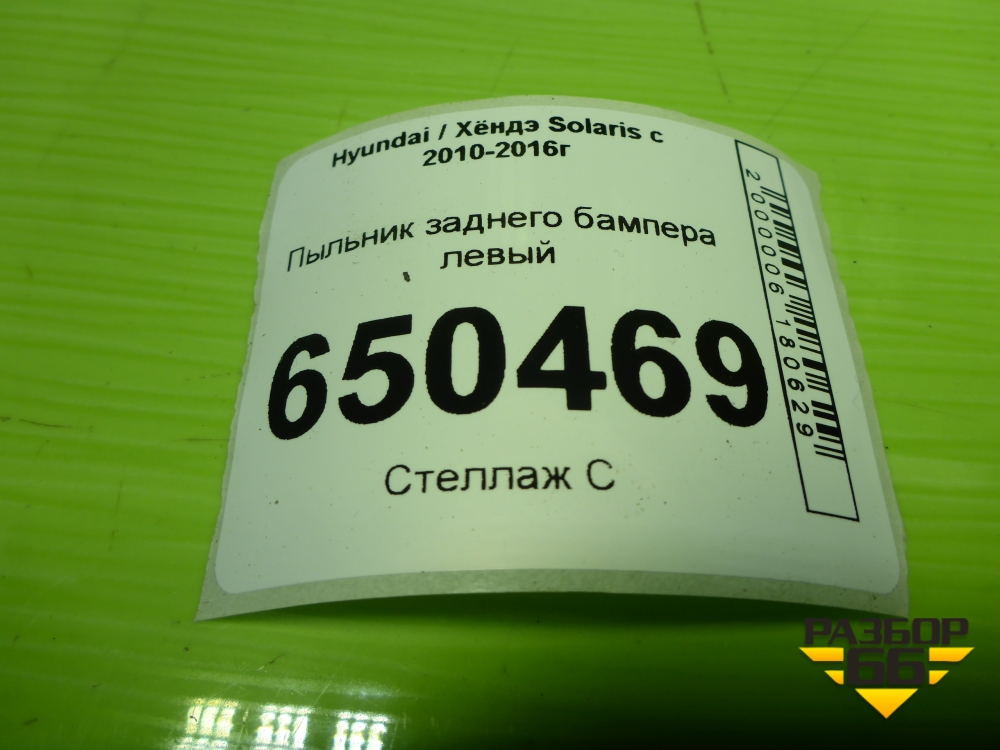 Hyundai / Хёндэ Solaris с
2010-2016г
Пыльник заднего бампера
левый
650469
Стеллаж С
2000006180629
РАЗБОР
66